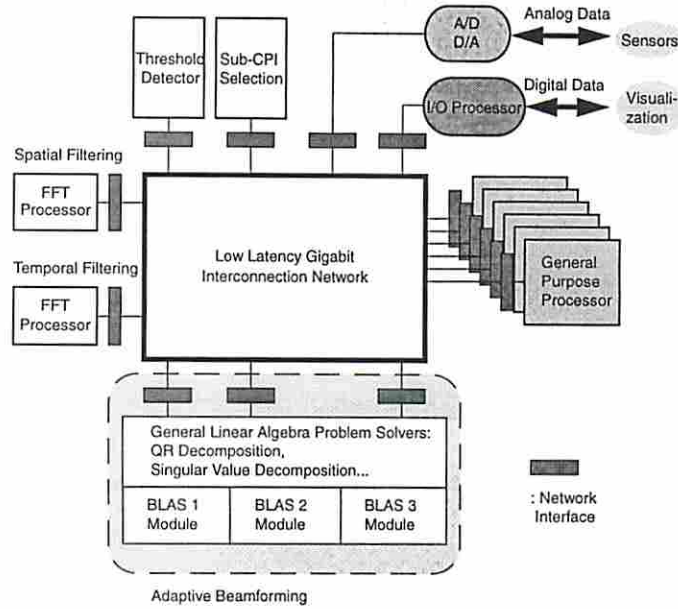 Threshold
Detector
Sub-CPI
Selection
A/D
D/A
Analog Data
Sensors
I/O Processor
Digital Data
Visuali-
zation
Spatial Filtering
FFT
Processor
Temporal Filtering
FFT
Processor
Low Latency Gigabit
Interconnection Network
General
Purpose
Processor
General Linear Algebra Problem Solvers:
QR Decomposition,
Singular Value Decomposition...
BLAS 1
Module
BLAS 2
Module
BLAS 3
Module
: Network
Interface
Adaptive Beamforming